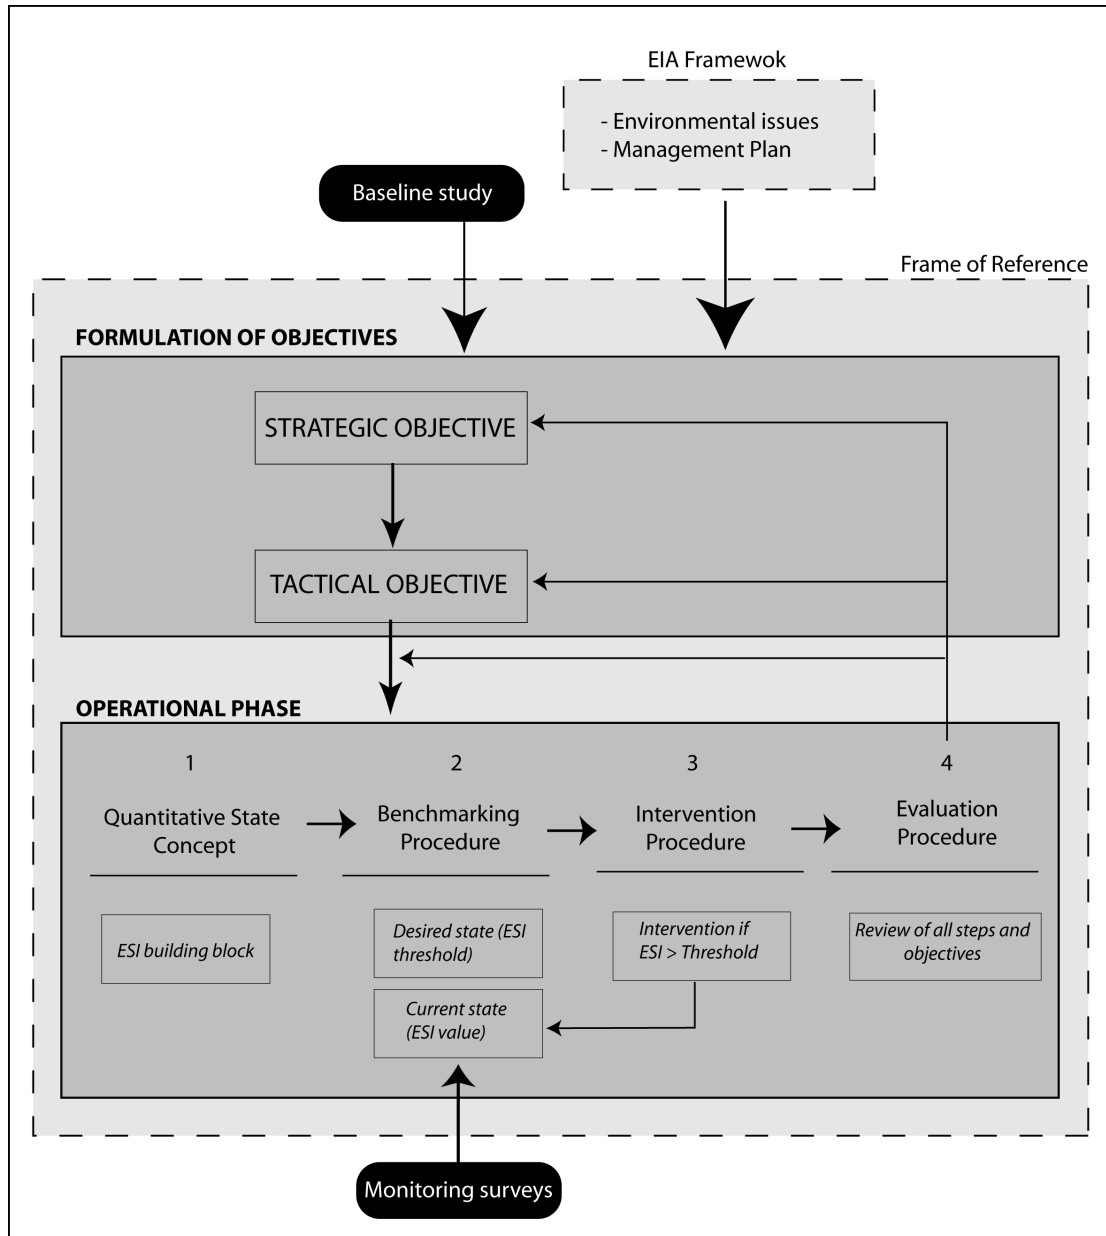 EIA Framewok
- Environmental issues
- Management Plan
Baseline study
Frame of Reference
FORMULATION OF OBJECTIVES
STRATEGIC OBJECTIVE
TACTICAL OBJECTIVE
OPERATIONAL PHASE
1
Quantitative State
Concept
ESI building block
2
Benchmarking
Procedure
Desired state (ESI
threshold)
Current state
(ESI value)
3
Intervention
Procedure
Intervention if
ESI > Threshold
4
Evaluation
Procedure
Review of all steps and
objectives
Monitoring surveys